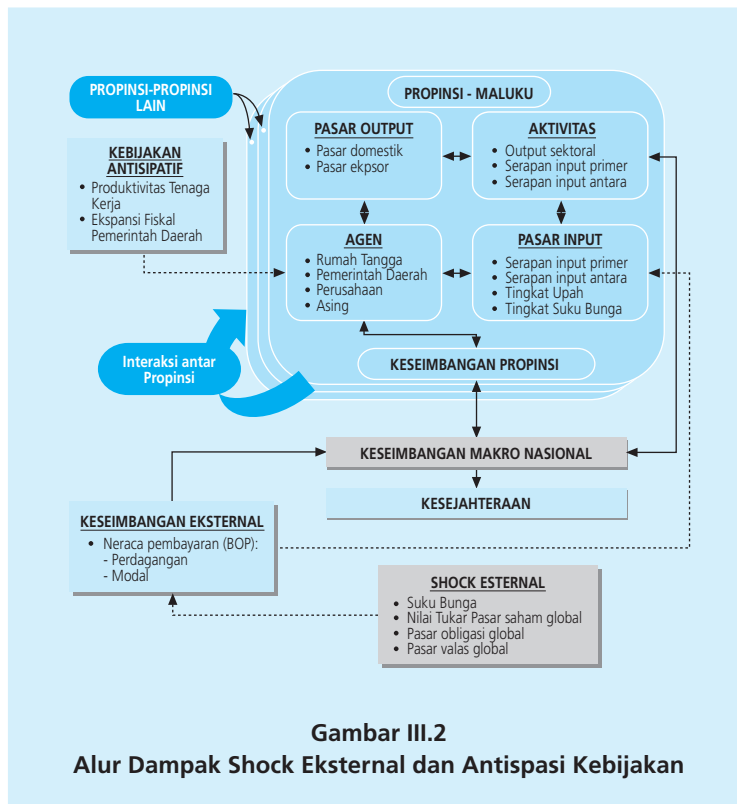 PROPINSI-PROPINSI
LAIN
PROPINSI - MALUKU
PASAR OUTPUT
• Pasar domestik
• Pasar ekpsor
AKTIVITAS
• Output sektoral
• Serapan input primer
• Serapan input antara
KEBIJAKAN
ANTISIPATIF
• Produktivitas Tenaga
Kerja
• Ekspansi Fiskal
Pemerintah Daerah
AGEN
• Rumah Tangga
• Pemerintah Daerah
• Perusahaan
• Asing
PASAR INPUT
• Serapan input primer
• Serapan input antara
• Tingkat Upah
• Tingkat Suku Bunga
Interaksi antar
Propinsi
KESEIMBANGAN PROPINSI
KESEIMBANGAN MAKRO NASIONAL
KESEJAHTERAAN
KESEIMBANGAN EKSTERNAL
• Neraca pembayaran (BOP):
- Perdagangan
- Modal
SHOCK ESTERNAL
• Suku Bunga
• Nilai Tukar Pasar saham global
• Pasar obligasi global
• Pasar valas global
Gambar III.2
Alur Dampak Shock Eksternal dan Antispasi Kebijakan